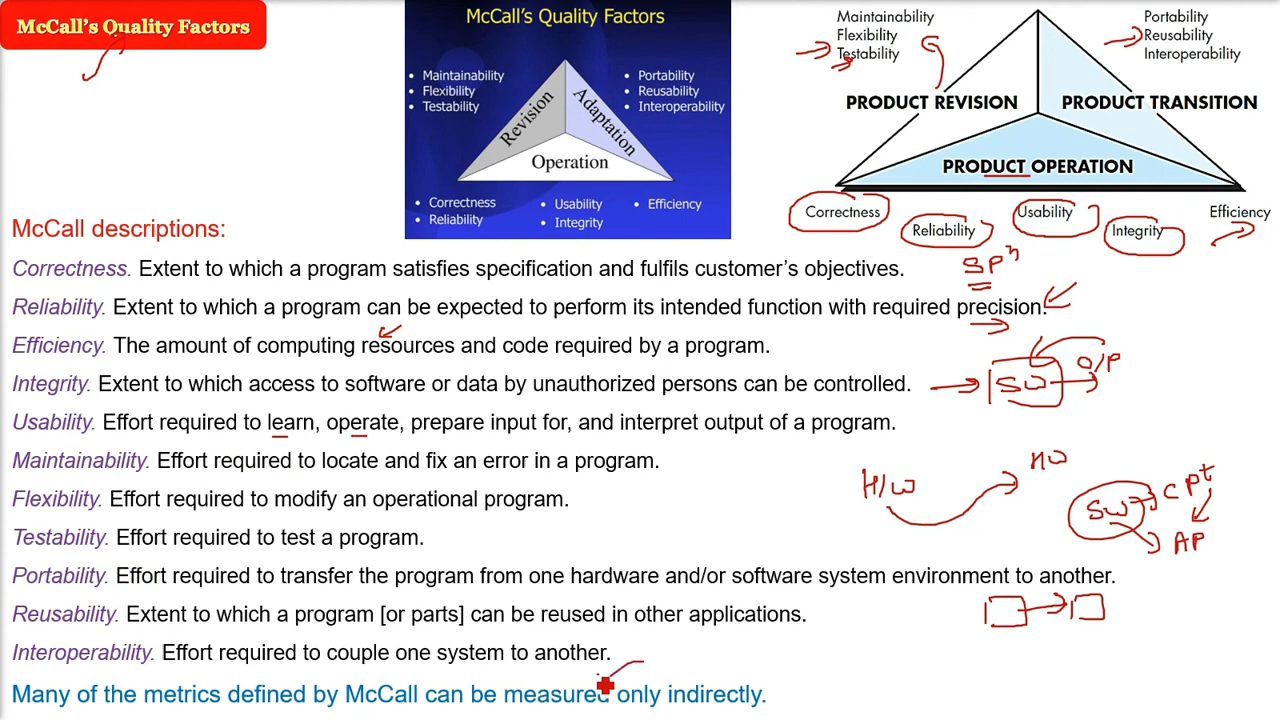 McCall's Quality Factors
McCall's Quality Factors
• Maintainability
• Flexibility
• Testability
• Portability
• Reusability
• Interoperability
Revision
Adaptation
Operation
• Correctness
• Reliability
• Usability
• Integrity
• Efficiency
Maintainability
Flexibility
Testability
Portability
Reusability
Interoperability
PRODUCT REVISION
PRODUCT TRANSITION
PRODUCT OPERATION
Correctness
Reliability
Usability
Integrity
Efficiency
McCall descriptions:
Correctness. Extent to which a program satisfies specification and fulfils customer's objectives.
Reliability. Extent to which a program can be expected to perform its intended function with required precision.
Efficiency. The amount of computing resources and code required by a program.
Integrity. Extent to which access to software or data by unauthorized persons can be controlled.
Usability. Effort required to learn, operate, prepare input for, and interpret output of a program.
Maintainability. Effort required to locate and fix an error in a program.
Flexibility. Effort required to modify an operational program.
Testability. Effort required to test a program.
Portability. Effort required to transfer the program from one hardware and/or software system environment to another.
Reusability. Extent to which a program [or parts] can be reused in other applications.
Interoperability. Effort required to couple one system to another.
Many of the metrics defined by McCall can be measured only indirectly.
SPn
SW
O/P
H/W
HW
SW
C Pt
AP